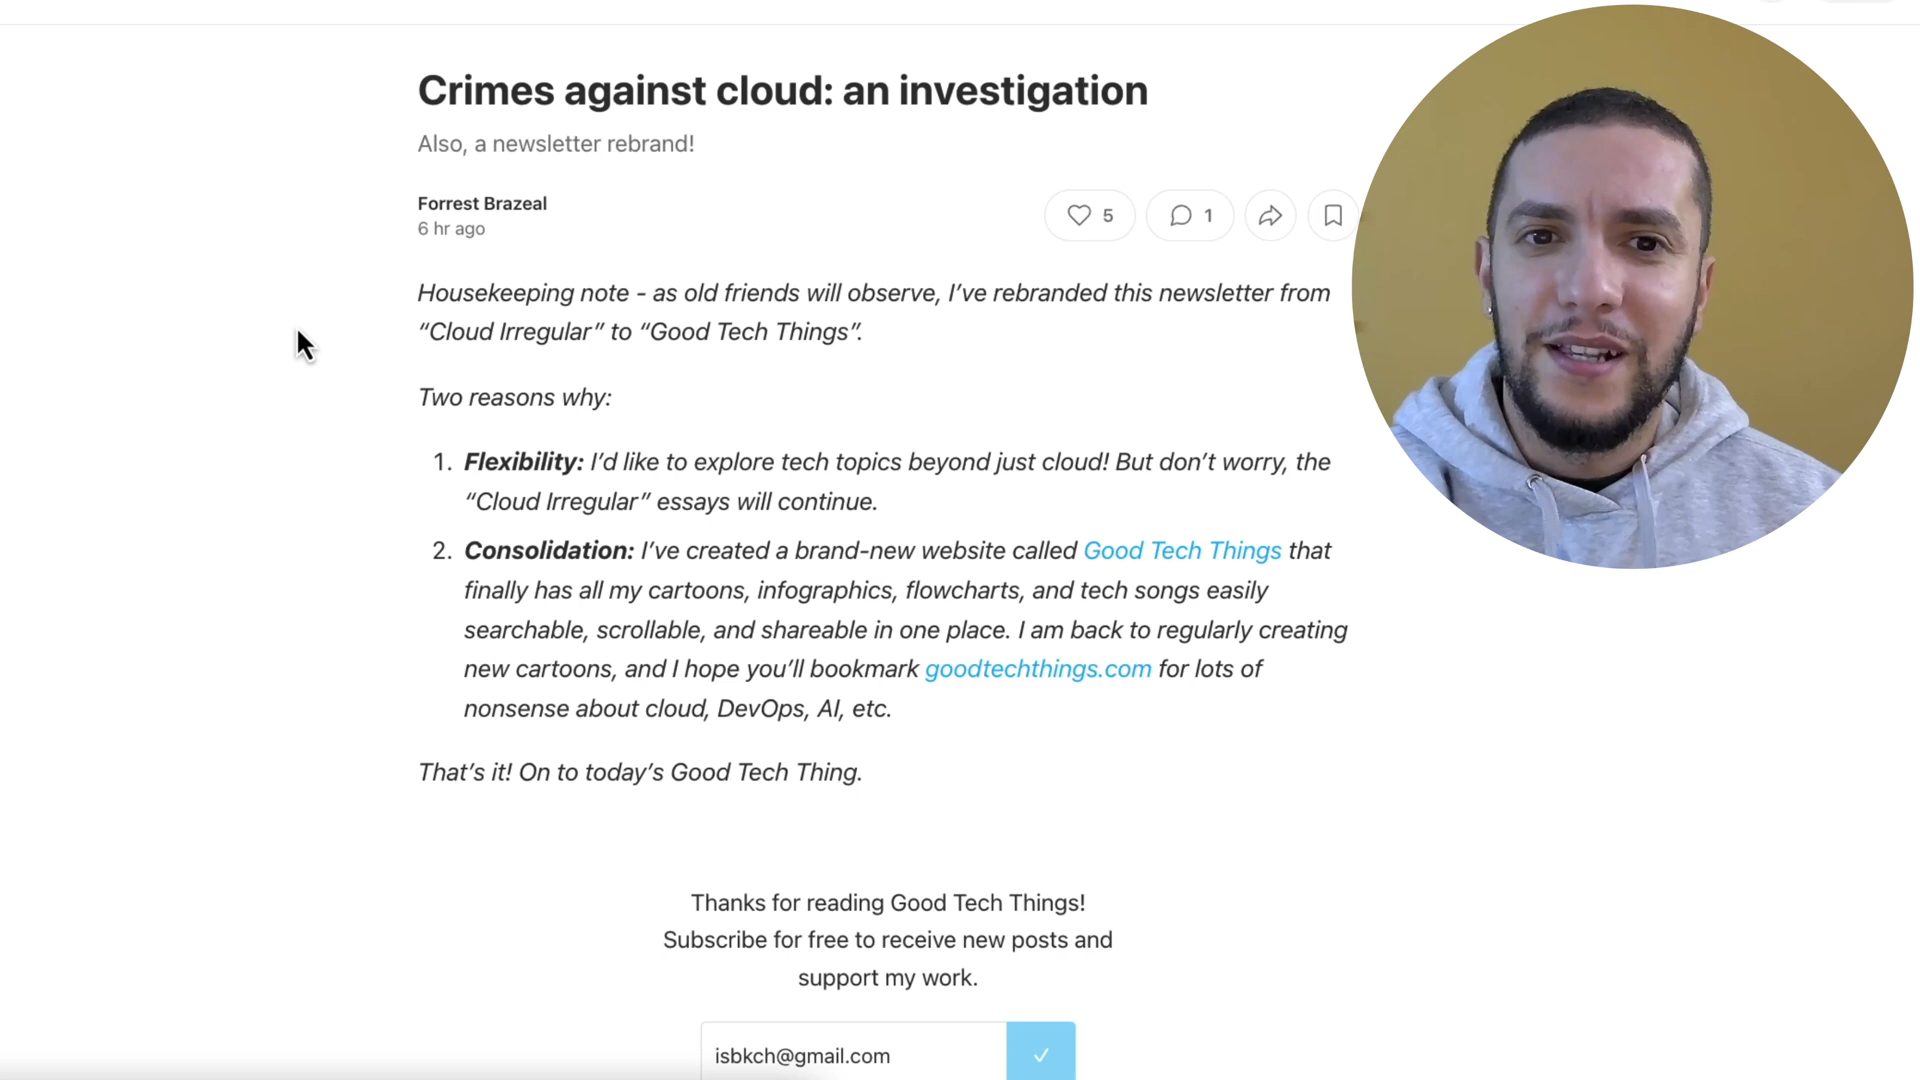 Crimes against cloud: an investigation
Also, a newsletter rebrand!
Forrest Brazeal
6 hr ago
5
1
Housekeeping note - as old friends will observe, I’ve rebranded this newsletter from
“Cloud Irregular” to “Good Tech Things”.
Two reasons why:
1. Flexibility: I’d like to explore tech topics beyond just cloud! But don’t worry, the
“Cloud Irregular” essays will continue.
2. Consolidation: I’ve created a brand-new website called Good Tech Things that
finally has all my cartoons, infographics, flowcharts, and tech songs easily
searchable, scrollable, and shareable in one place. I am back to regularly creating
new cartoons, and I hope you’ll bookmark goodtechthings.com for lots of
nonsense about cloud, DevOps, AI, etc.
That’s it! On to today’s Good Tech Thing.
Thanks for reading Good Tech Things!
Subscribe for free to receive new posts and
support my work.
isbkch@gmail.com